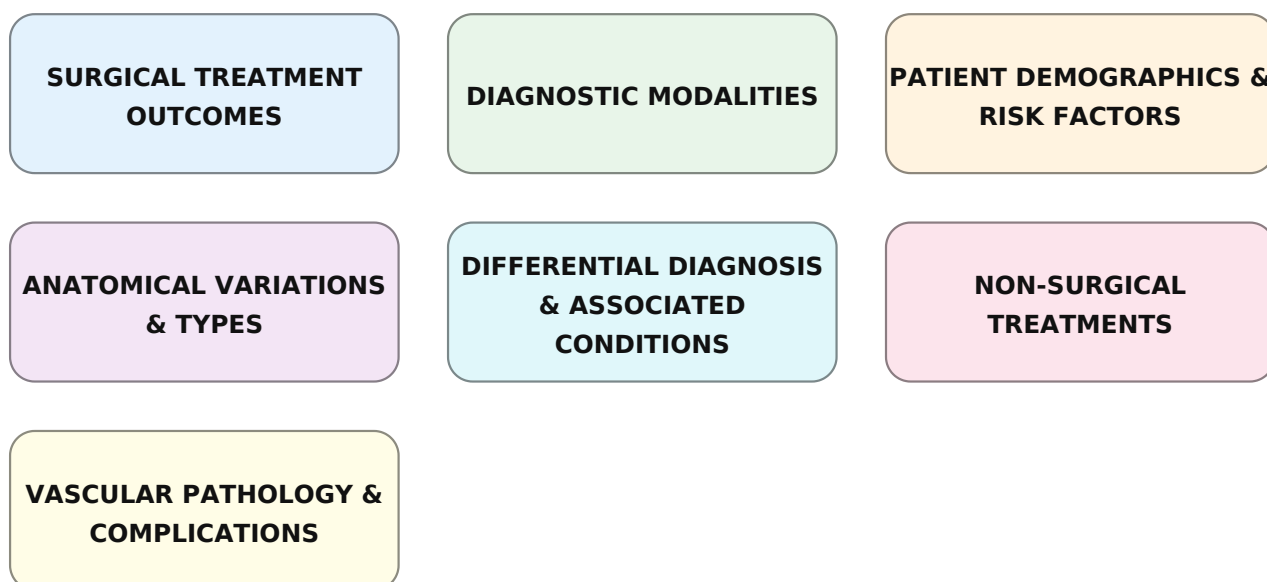 SURGICAL TREATMENT
OUTCOMES
DIAGNOSTIC MODALITIES
PATIENT DEMOGRAPHICS &
RISK FACTORS
ANATOMICAL VARIATIONS
& TYPES
DIFFERENTIAL DIAGNOSIS
& ASSOCIATED
CONDITIONS
NON-SURGICAL
TREATMENTS
VASCULAR PATHOLOGY &
COMPLICATIONS